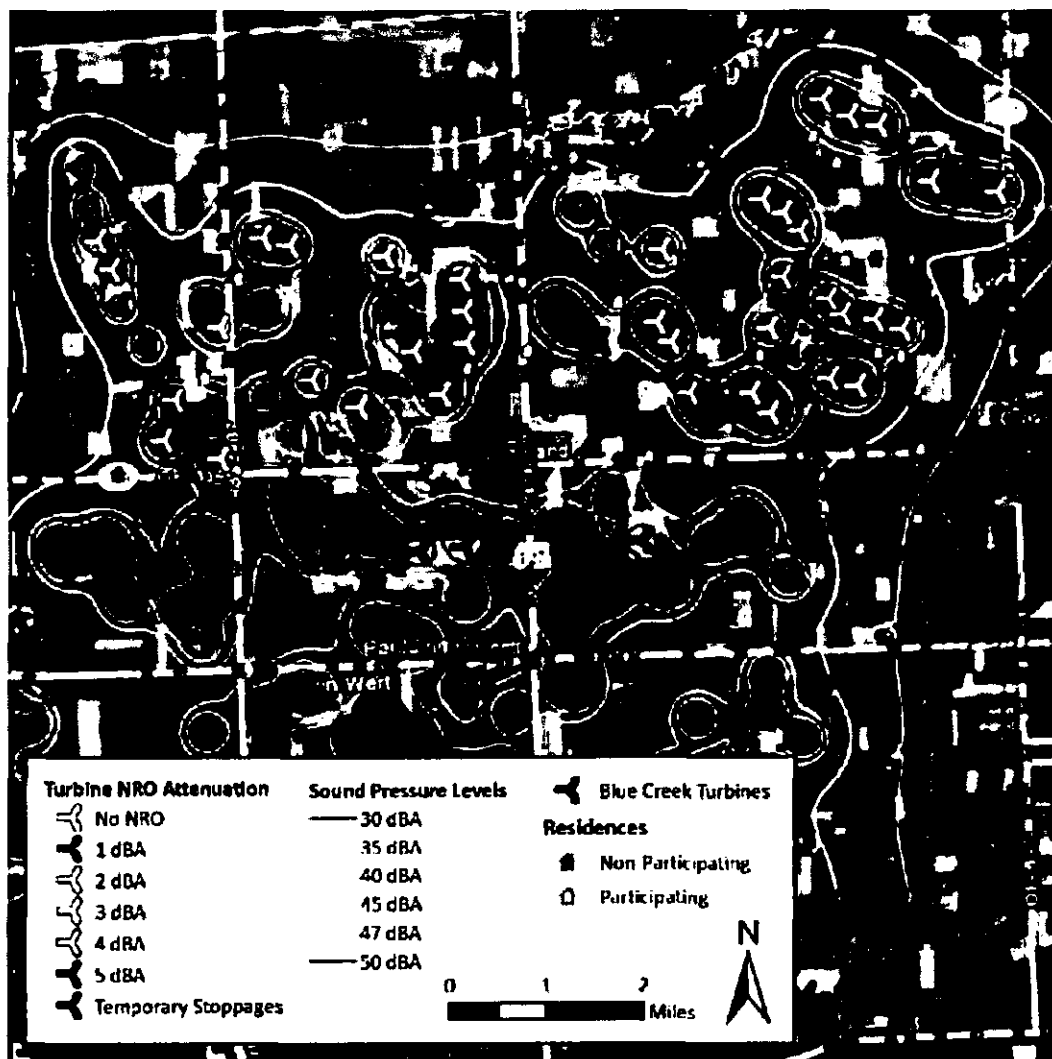 Turbine NRO Attenuation
No NRO
1 dBA
2 dBA
3 dBA
4 dBA
5 dBA
Temporary Stoppages
Sound Pressure Levels
30 dBA
35 dBA
40 dBA
45 dBA
47 dBA
50 dBA
Blue Creek Turbines
Residences
Non Participating
Participating
N
0 1 2
Miles